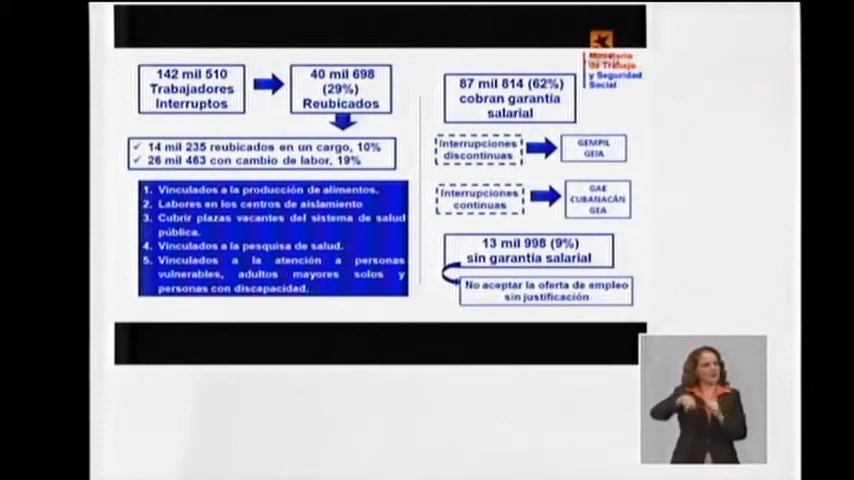 142 mil 510
Trabajadores
Interruptos
40 mil 698
(29%)
Reubicados
✓ 14 mil 235 reubicados en un cargo, 10%
✓ 26 mil 463 con cambio de labor, 19%
1. Vinculados a la producción de alimentos.
2. Labores en los centros de aislamiento
3. Cubrir plazas vacantes del sistema de salud
pública.
4. Vinculados a la pesquisa de salud.
5. Vinculados a la atención a personas
vulnerables, adultos mayores solos y
personas con discapacidad.
Ministerio
de Trabajo
y Seguridad
Social
87 mil 814 (62%)
cobran garantía
salarial
Interrupciones
discontinuas
GEMPIL
GEIA
Interrupciones
continuas
GAE
CUBANACÁN
GEA
13 mil 998 (9%)
sin garantía salarial
No aceptar la oferta de empleo
sin justificación